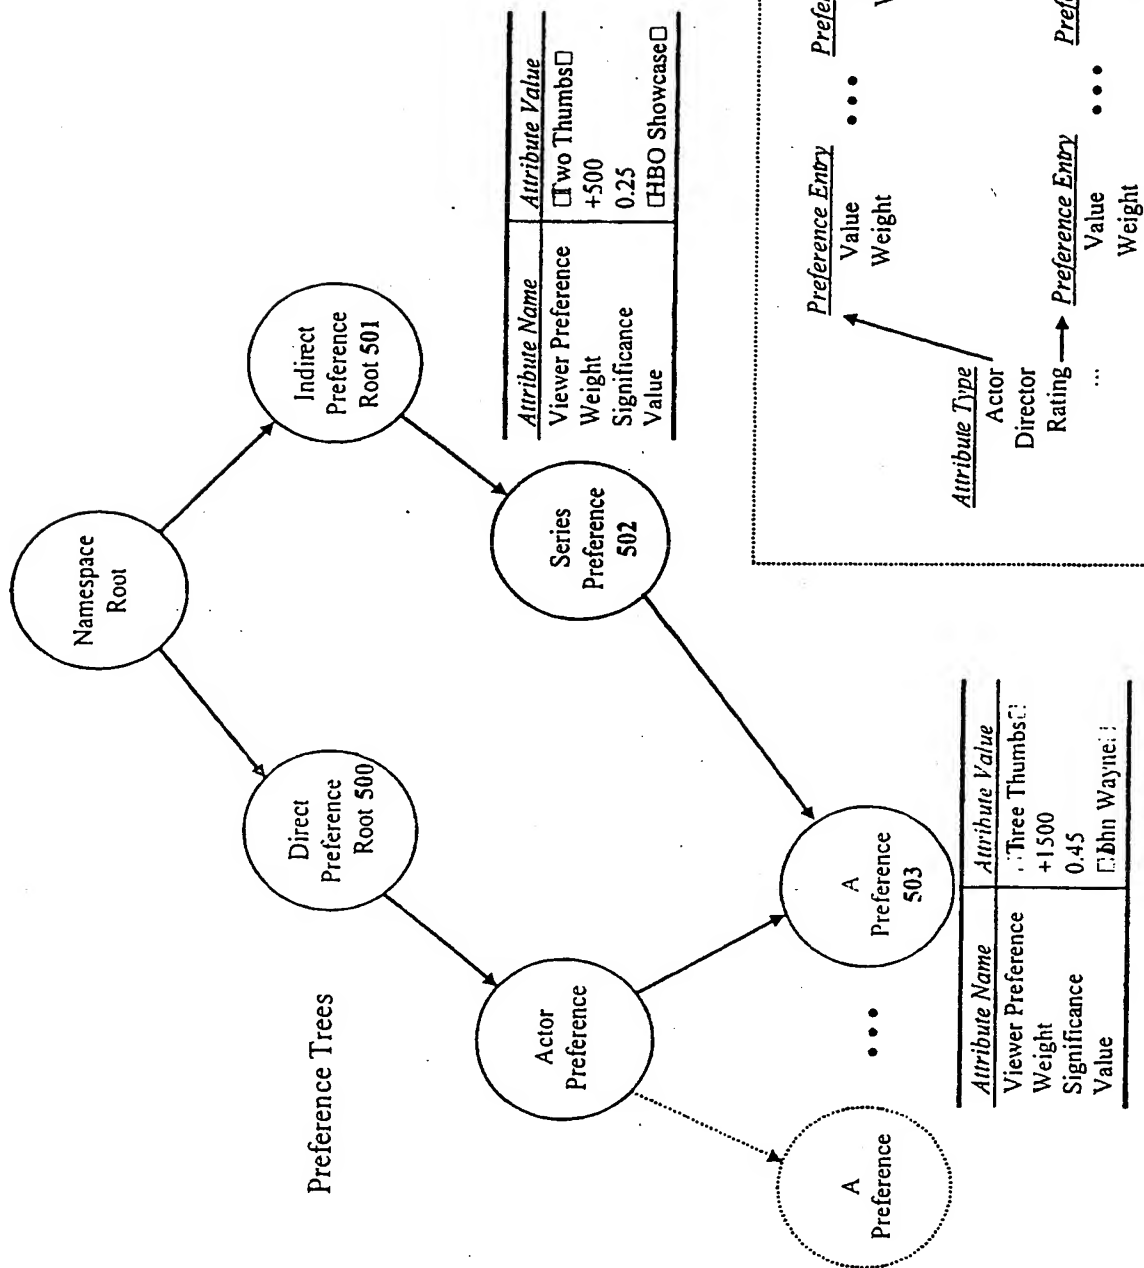 Preference Trees
Namespace
Root
Direct
Preference
Root 500
Indirect
Preference
Root 501
Actor
Preference
Series
Preference
502
A
Preference
...
A
Preference
503
Attribute Name Attribute Value
Viewer Preference □Two Thumbs□
Weight +500
Significance 0.25
Value □HBO Showcase□
Attribute Name Attribute Value
Viewer Preference Three Thumbs
Weight +1500
Significance 0.45
Value Wayne
Attribute Type
Actor
Director
Rating
...
Preference Entry
Value
Weight
...
Preference Entry
Value
Weight
...